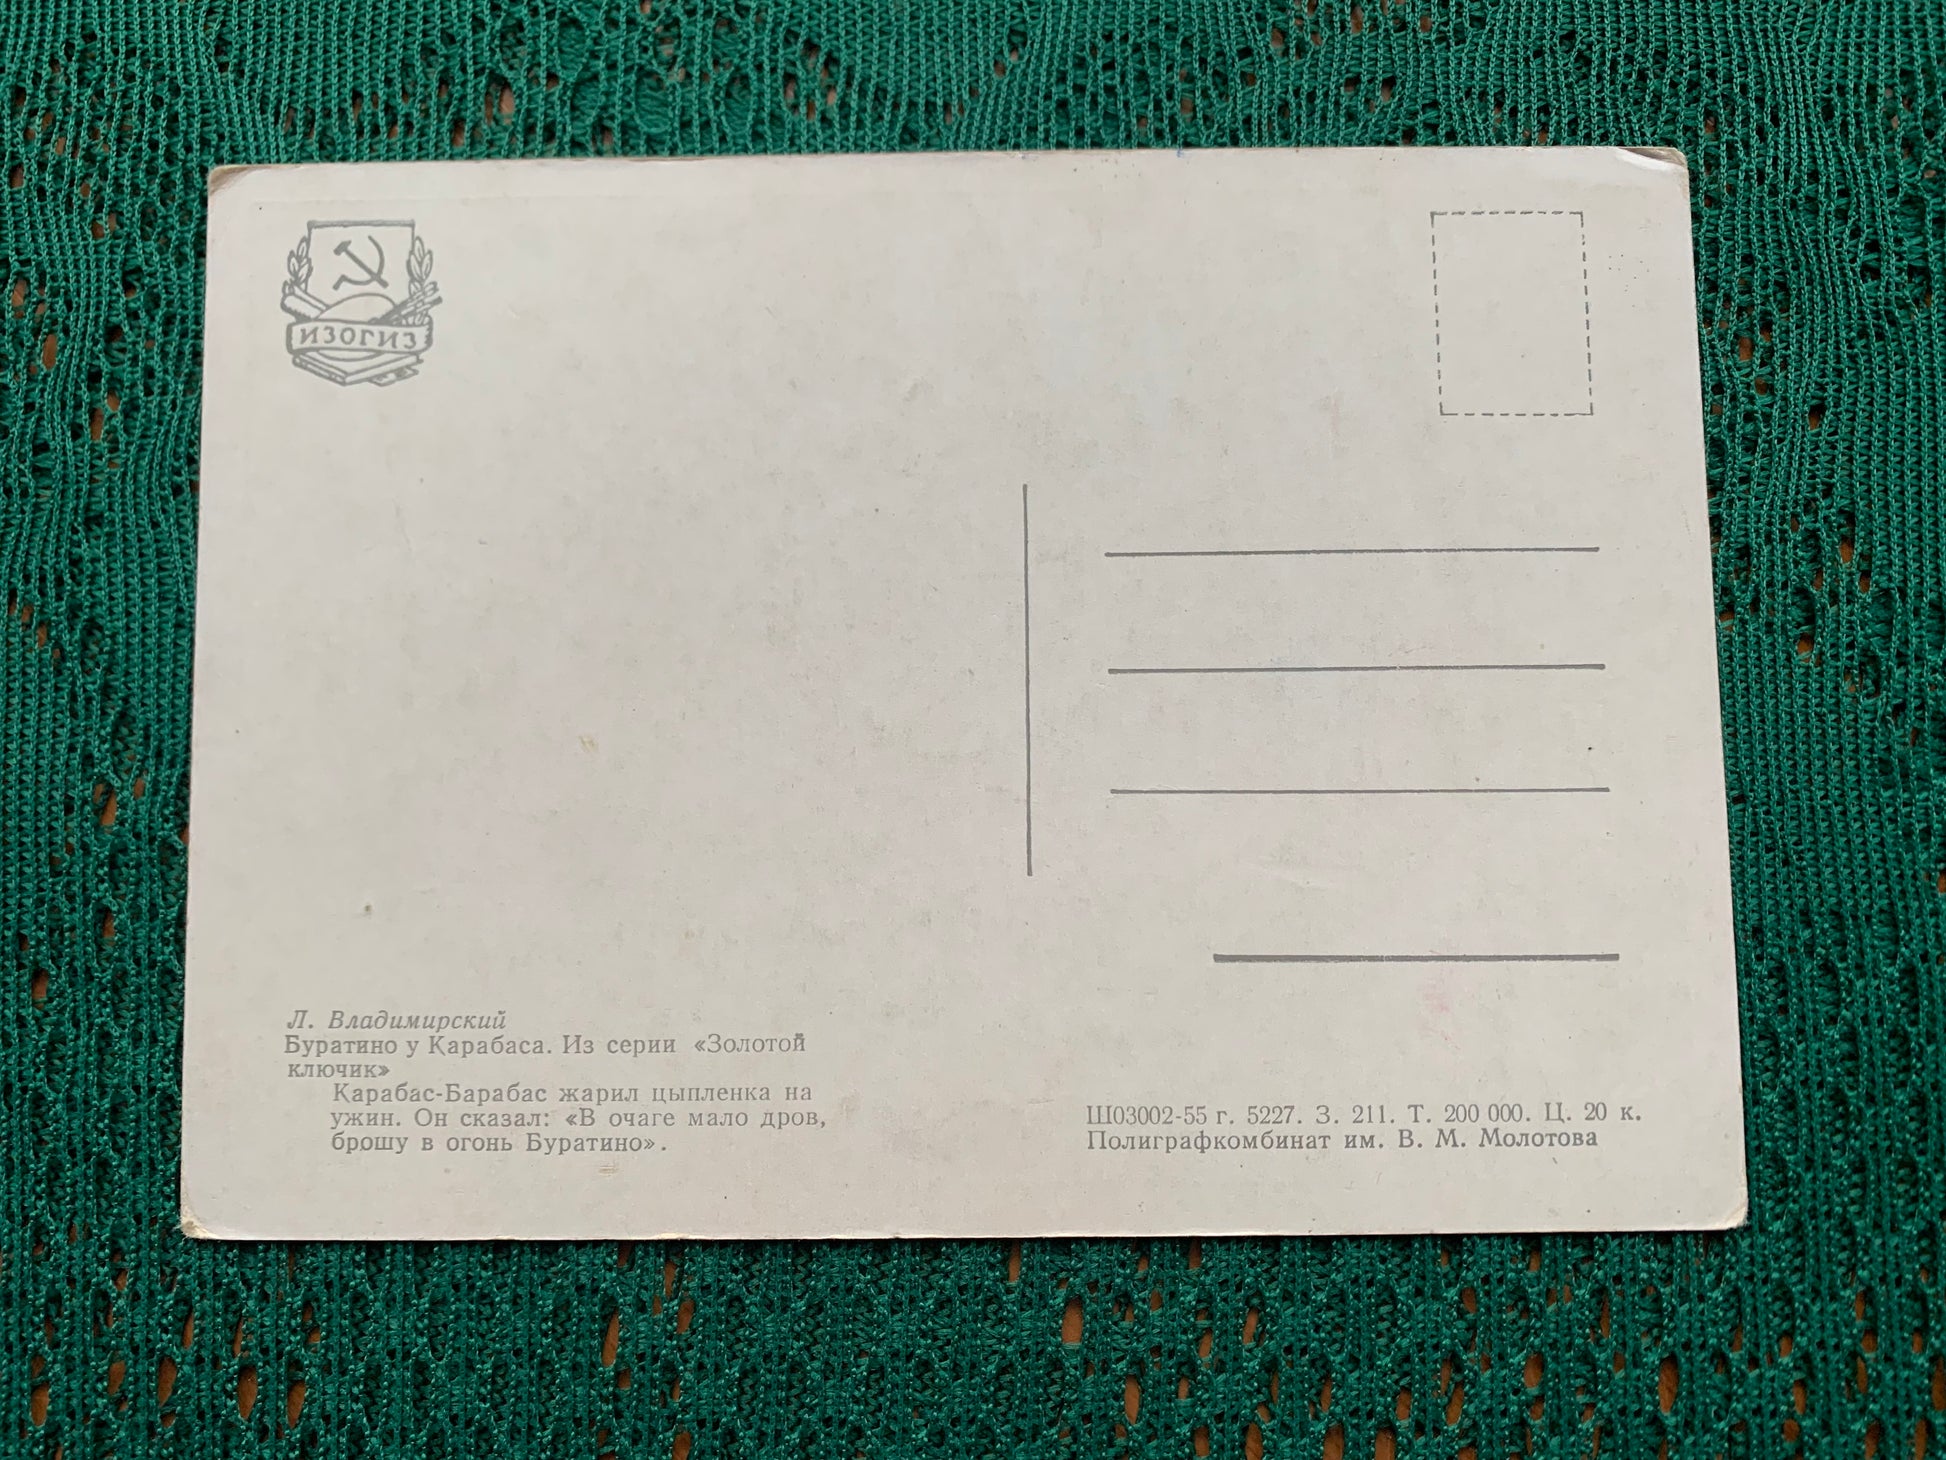 ИЗОГИЗ
Л. Владимирский
Буратино у Карабаса. Из серии «Золотой
ключик»
Карабас-Барабас жарил цыпленка на
ужин. Он сказал: «В очаге мало дров,
брошу в огонь Буратино».
Ш03002-55 г. 5227. З. 211. Т. 200 000. Ц. 20 к.
Полиграфкомбинат им. В. М. Молотова